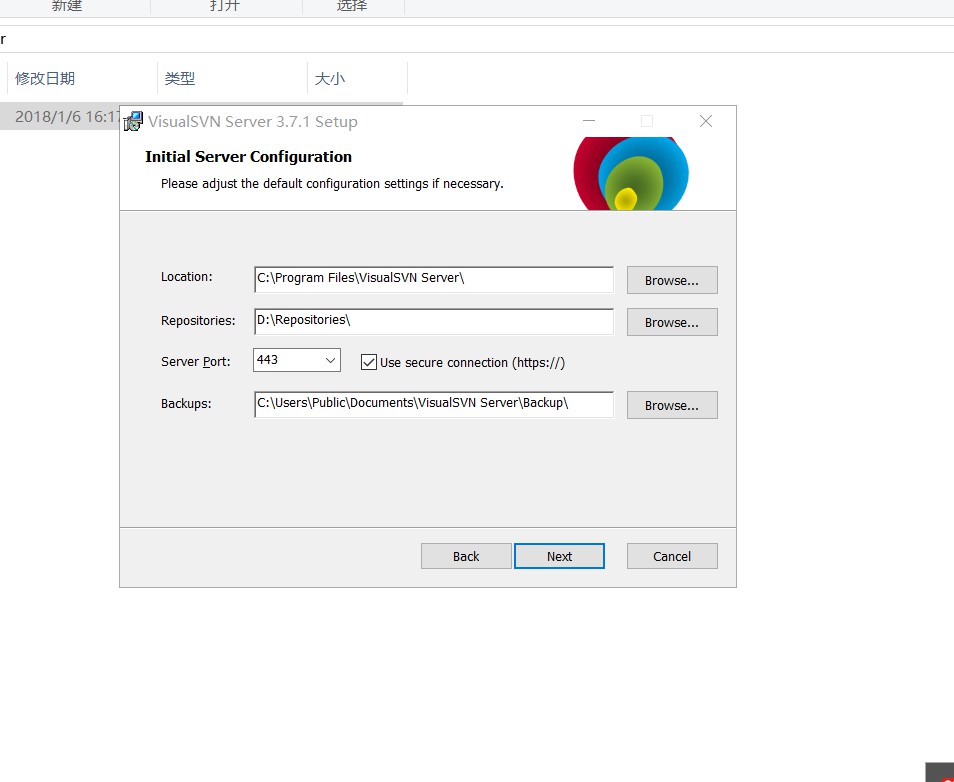 新建
打开
选择
r
修改日期
类型
大小
2018/1/6 16:17
VisualSVN Server 3.7.1 Setup
Initial Server Configuration
Please adjust the default configuration settings if necessary.
Location:
C:\Program Files\VisualSVN Server\
Browse...
Repositories:
D:\Repositories\
Browse...
Server Port:
443
Use secure connection (https://)
Backups:
C:\Users\Public\Documents\VisualSVN Server\Backup\
Browse...
Back
Next
Cancel